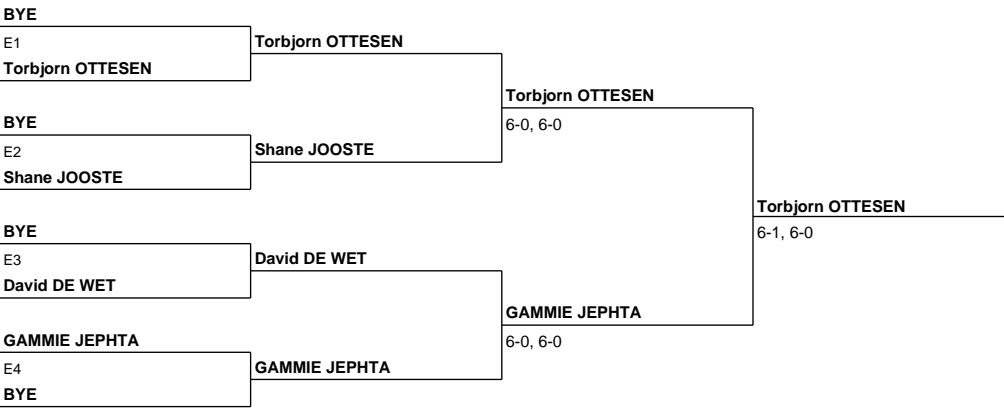 BYE
E1
Torbjorn OTTESEN
Torbjorn OTTESEN
BYE
E2
Shane JOOSTE
Shane JOOSTE
Torbjorn OTTESEN
6-0, 6-0
BYE
E3
David DE WET
David DE WET
GAMMIE JEPHTA
E4
BYE
GAMMIE JEPHTA
GAMMIE JEPHTA
6-0, 6-0
Torbjorn OTTESEN
6-1, 6-0